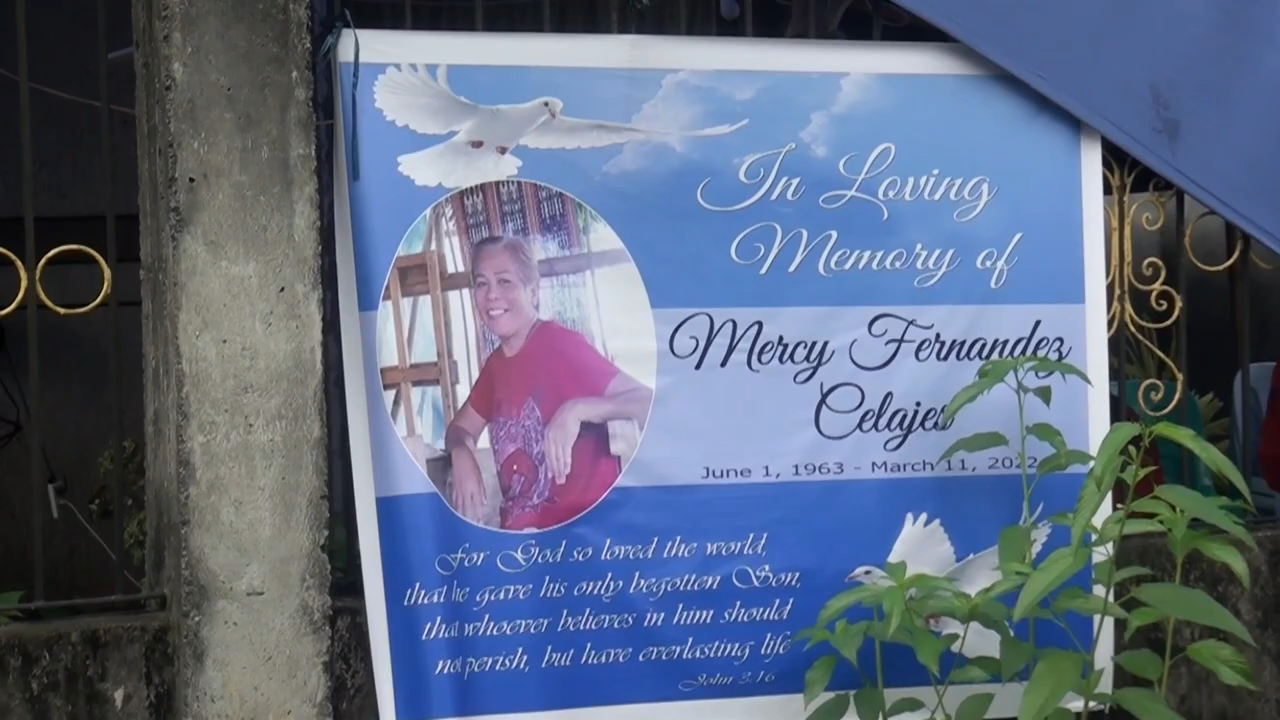 In Loving
Memory of
Mercy Fernandez
Celajes
June 1, 1963 - March 11, 2022
For God so loved the world,
that he gave his only begotten Son,
that whoever believes in him should
not perish, but have everlasting life
John 3:16